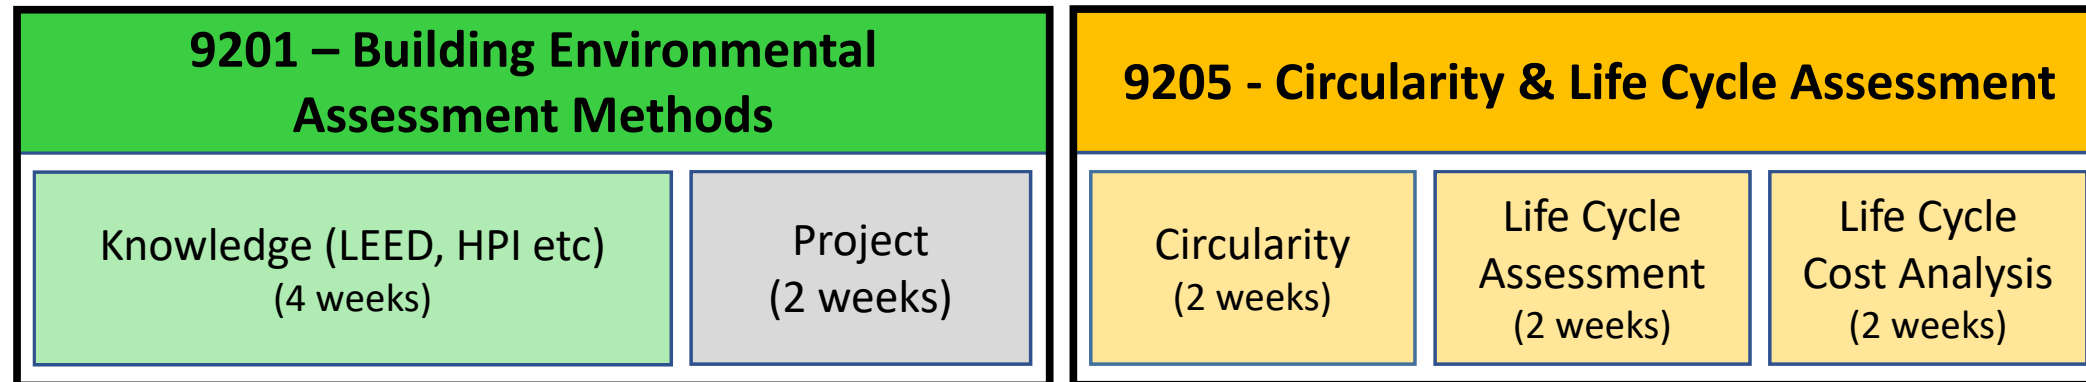 9201 – Building Environmental
Assessment Methods
Knowledge (LEED, HPI etc)
(4 weeks)
Project
(2 weeks)
9205 - Circularity & Life Cycle Assessment
Circularity
(2 weeks)
Life Cycle
Assessment
(2 weeks)
Life Cycle
Cost Analysis
(2 weeks)